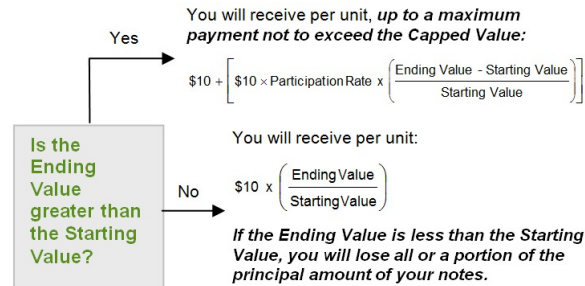 You will receive per unit, up to a maximum
payment not to exceed the Capped Value:
Yes
$10 + [ $10 × Participation Rate x ( Ending Value - Starting Value / Starting Value ) ]
Is the
Ending
Value
greater than
the Starting
Value?
You will receive per unit:
No
$10 x ( Ending Value / Starting Value )
If the Ending Value is less than the Starting
Value, you will lose all or a portion of the
principal amount of your notes.